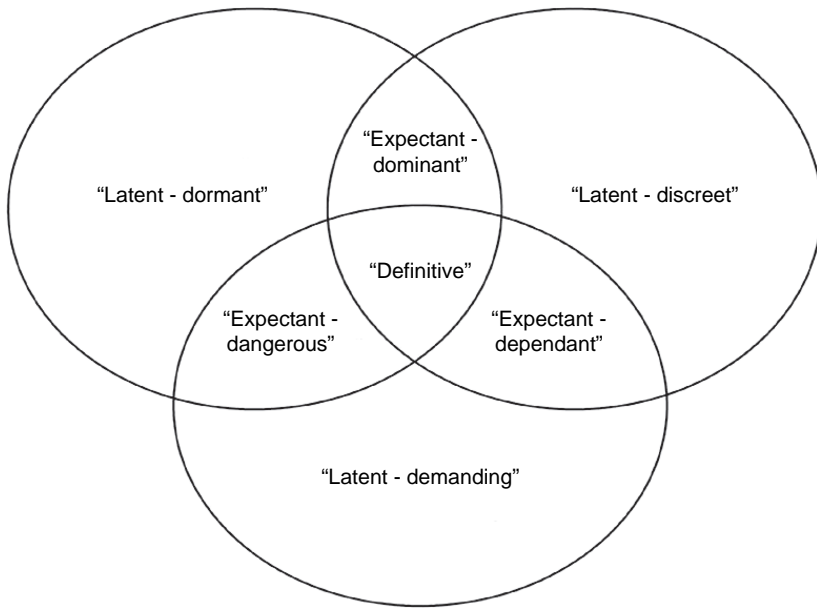 “Expectant -
dominant”
“Latent - dormant”
“Latent - discreet”
“Definitive”
“Expectant -
dangerous”
“Expectant -
dependant”
“Latent - demanding”